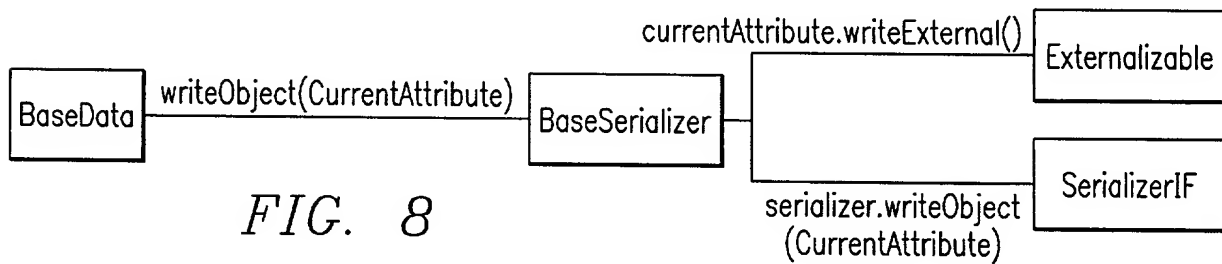 currentAttribute.writeExternal()
Externalizable
BaseData
writeObject(CurrentAttribute)
BaseSerializer
SerializerIF
serializer.writeObject
(CurrentAttribute)
FIG. 8